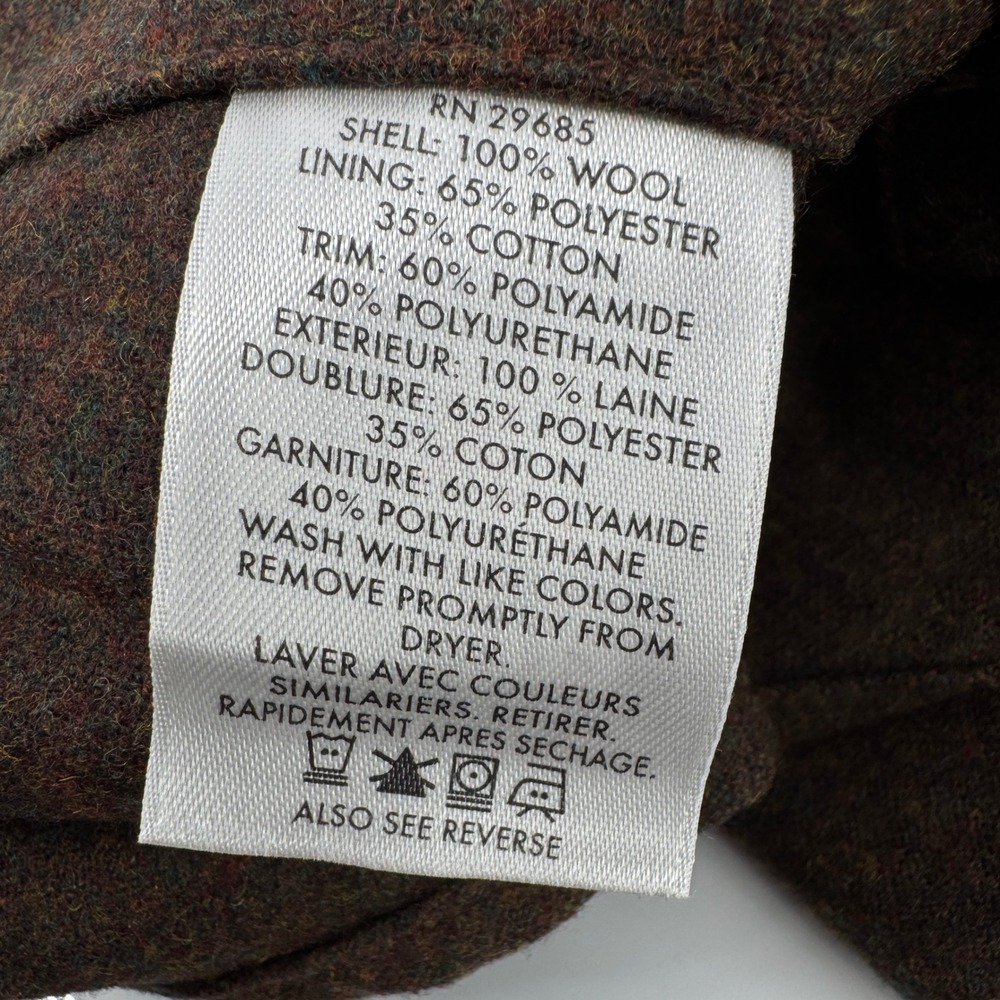 RN 29685
SHELL: 100% WOOL
LINING: 65% POLYESTER
35% COTTON
TRIM: 60% POLYAMIDE
40% POLYURETHANE
EXTERIEUR: 100 % LAINE
DOUBLURE: 65% POLYESTER
35% COTON
GARNITURE: 60% POLYAMIDE
40% POLYURÉTHANE
WASH WITH LIKE COLORS.
REMOVE PROMPTLY FROM
DRYER.
LAVER AVEC COULEURS
SIMILARIERS. RETIRER.
RAPIDEMENT APRES SECHAGE.
ALSO SEE REVERSE